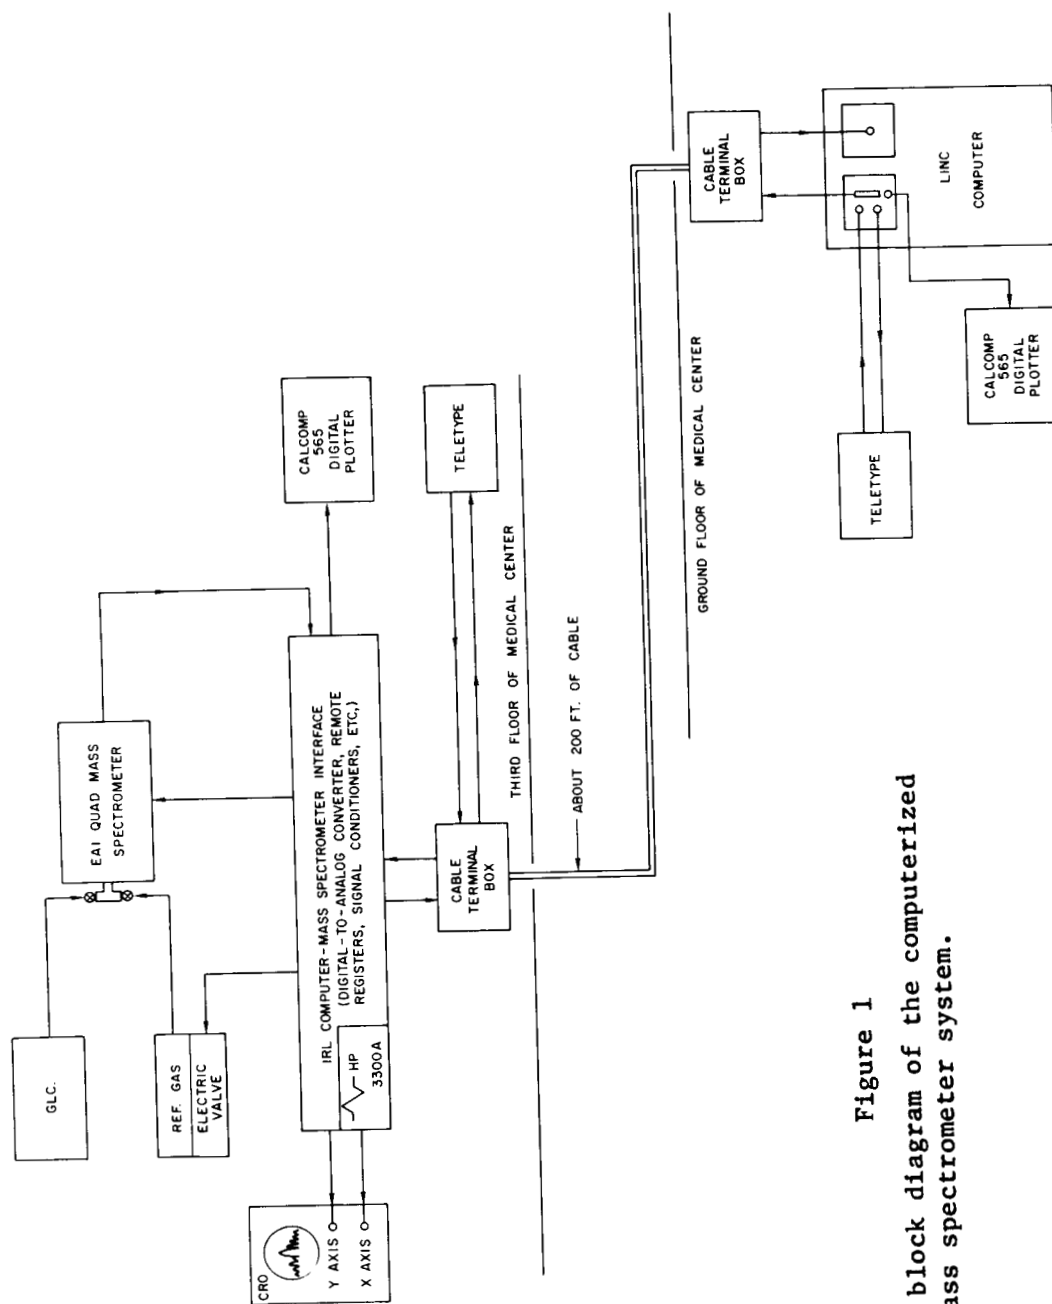 GLC.
REF. GAS
ELECTRIC
VALVE
EAI QUAD MASS
SPECTROMETER
CRO
Y AXIS
X AXIS
HP
3300A
IRL COMPUTER-MASS SPECTROMETER INTERFACE
(DIGITAL-TO-ANALOG CONVERTER, REMOTE
REGISTERS, SIGNAL CONDITIONERS, ETC.)
CALCOMP
565
DIGITAL
PLOTTER
CABLE
TERMINAL
BOX
TELETYPE
THIRD FLOOR OF MEDICAL CENTER
ABOUT 200 FT. OF CABLE
GROUND FLOOR OF MEDICAL CENTER
CABLE
TERMINAL
BOX
TELETYPE
CALCOMP
565
DIGITAL
PLOTTER
LINC
COMPUTER
Figure 1
block diagram of the computerized
ass spectrometer system.